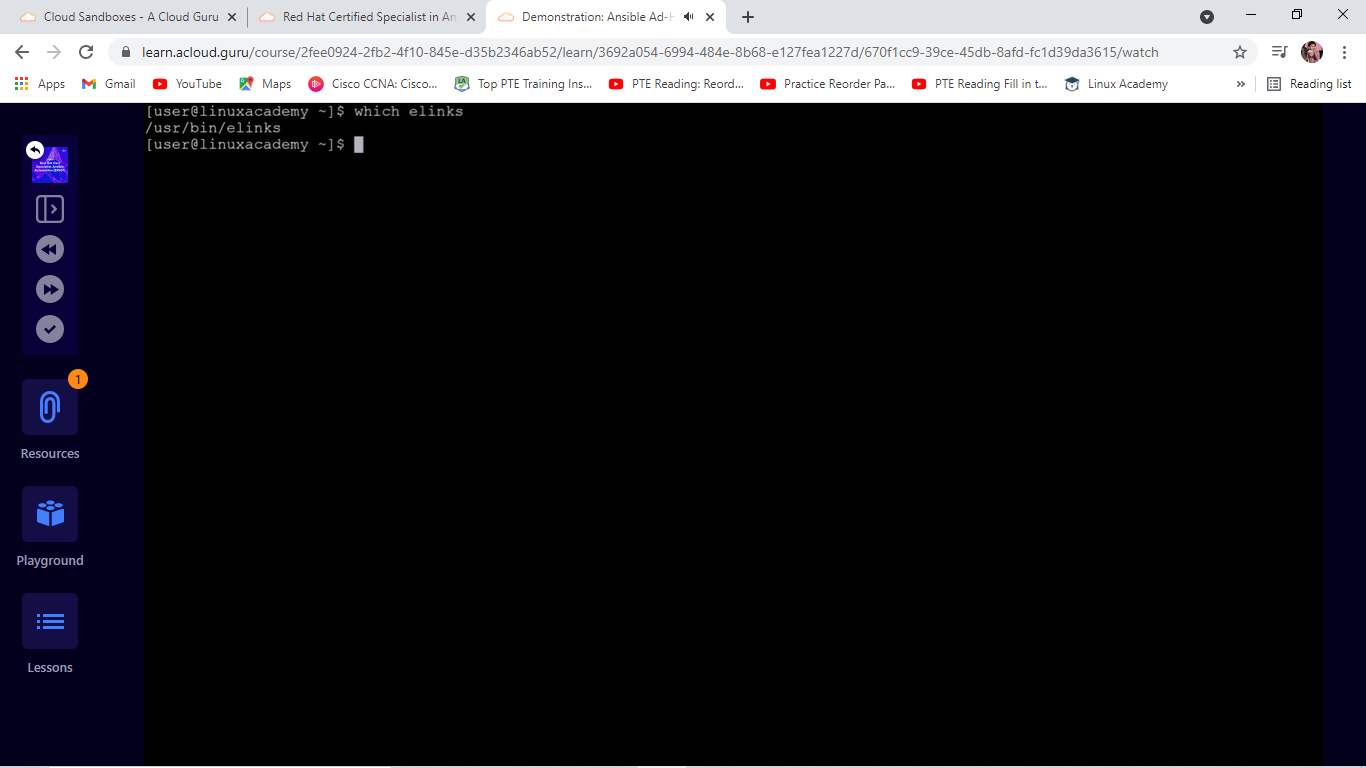 Cloud Sandboxes - A Cloud Guru
Red Hat Certified Specialist in An
Demonstration: Ansible Ad-H
learn.acloud.guru/course/2fee0924-2fb2-4f10-845e-d35b2346ab52/learn/3692a054-6994-484e-8b68-e127fea1227d/670f1cc9-39ce-45db-8afd-fc1d39da3615/watch
Apps
Gmail
YouTube
Maps
Cisco CCNA: Cisco...
Top PTE Training Ins...
PTE Reading: Reord...
Practice Reorder Pa...
PTE Reading Fill in t...
Linux Academy
»
Reading list
[user@linuxacademy ~]$ which elinks
/usr/bin/elinks
[user@linuxacademy ~]$
1
Resources
Playground
Lessons